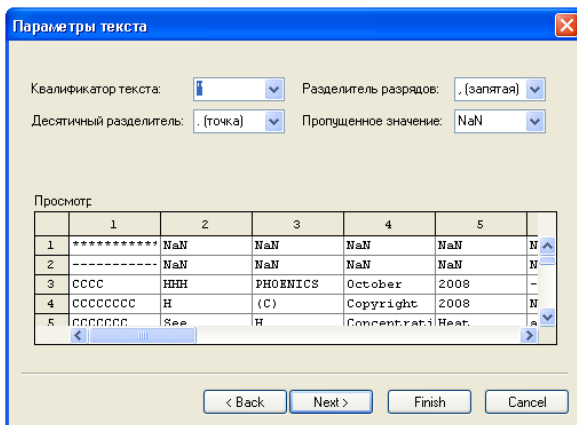 Параметры текста
Квалификатор текста: " Разделитель разрядов: , (запятая)
Десятичный разделитель: . (точка) Пропущенное значение: NaN
Просмотр
1 2 3 4 5
1 *********** NaN NaN NaN NaN N
2 ----------- NaN NaN NaN NaN N
3 CCCC HHH PHOENICS October 2008 -
4 CCCCCCCC H (C) Copyright 2008 N
5 CCCCCCC See H Concentrati Heat a
< Back Next > Finish Cancel